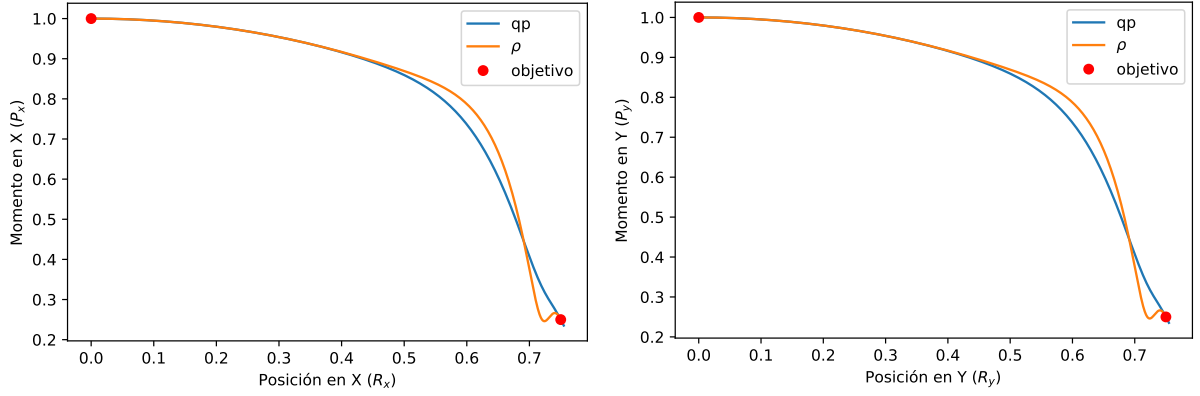 1.0
0.9
0.8
0.7
0.6
0.5
0.4
0.3
0.2
Momento en X (Pₓ)
0.0 0.1 0.2 0.3 0.4 0.5 0.6 0.7
Posición en X (Rₓ)
qp
ρ
objetivo
1.0
0.9
0.8
0.7
0.6
0.5
0.4
0.3
0.2
Momento en Y (P_y)
0.0 0.1 0.2 0.3 0.4 0.5 0.6 0.7
Posición en Y (R_y)
qp
ρ
objetivo